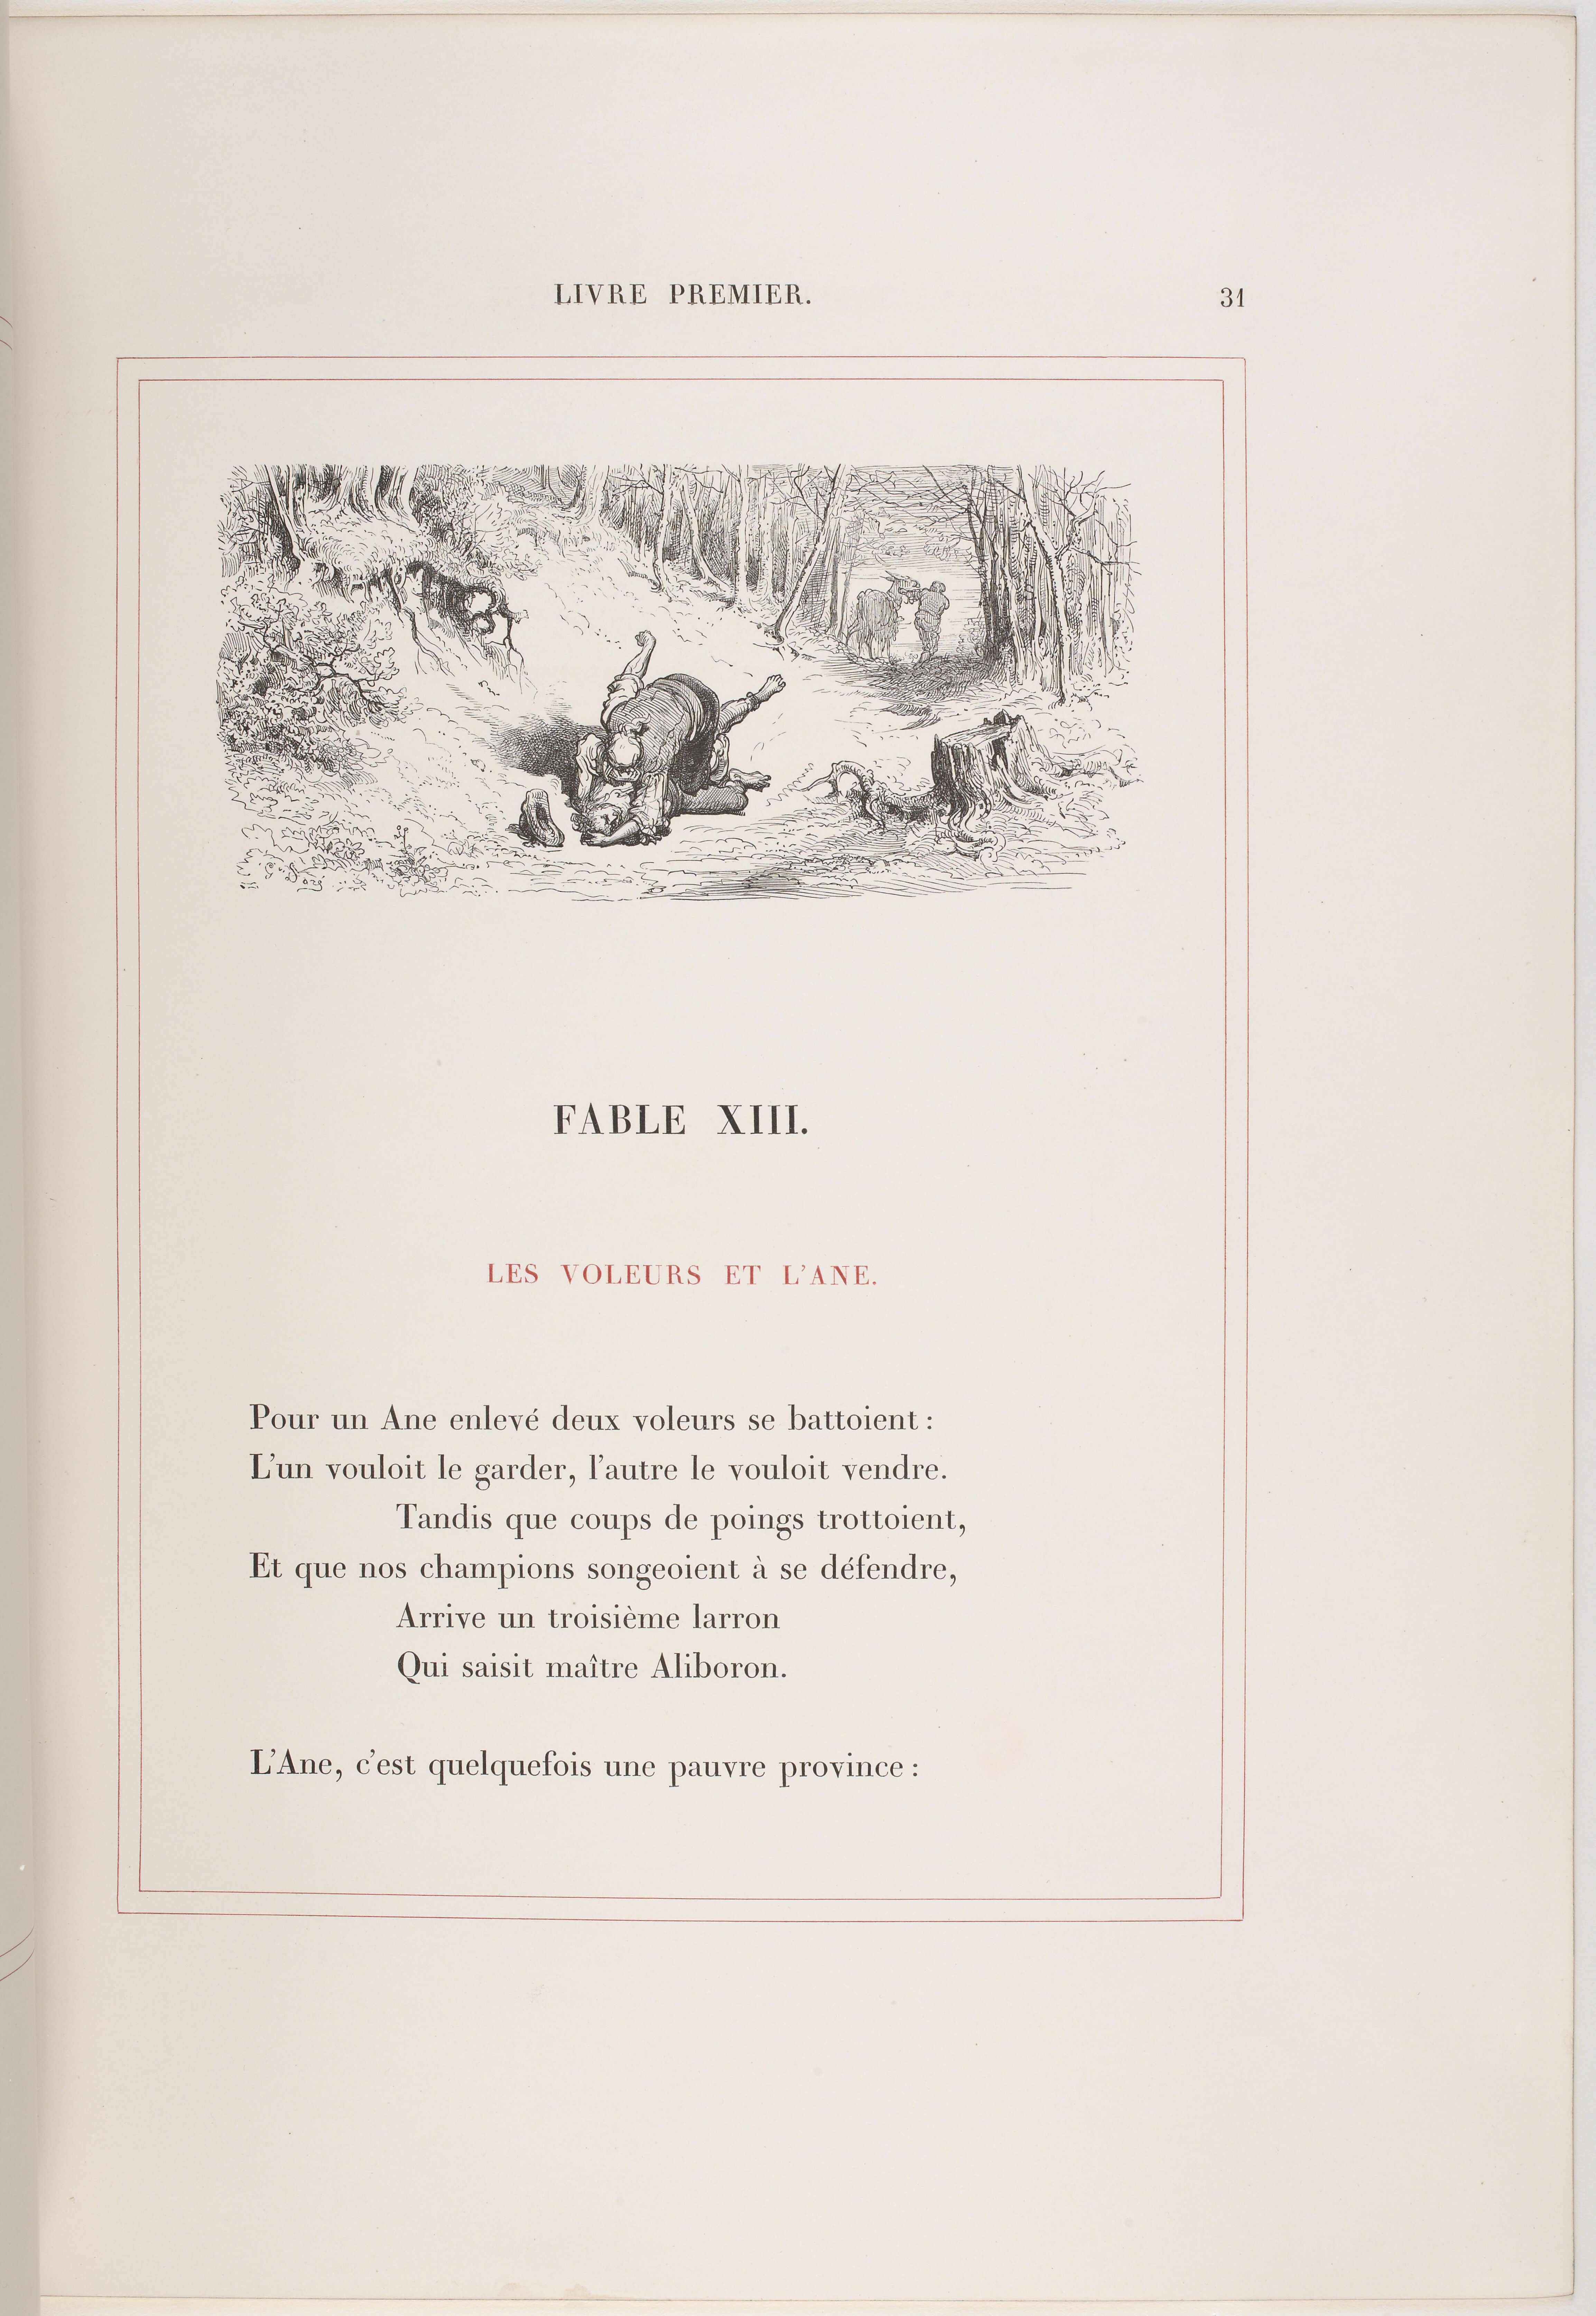 LIVRE PREMIER.
31
FABLE XIII.
LES VOLEURS ET L'ANE.
Pour un Ane enlevé deux voleurs se battoient :
L'un vouloit le garder, l'autre le vouloit vendre.
Tandis que coups de poings trottoient,
Et que nos champions songeoient à se défendre,
Arrive un troisième larron
Qui saisit maître Aliboron.
L'Ane, c'est quelquefois une pauvre province :